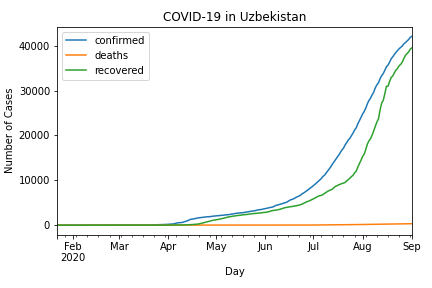 COVID-19 in Uzbekistan
confirmed
deaths
recovered
Number of Cases
40000
30000
20000
10000
0
Feb Mar Apr May Jun Jul Aug Sep
2020
Day